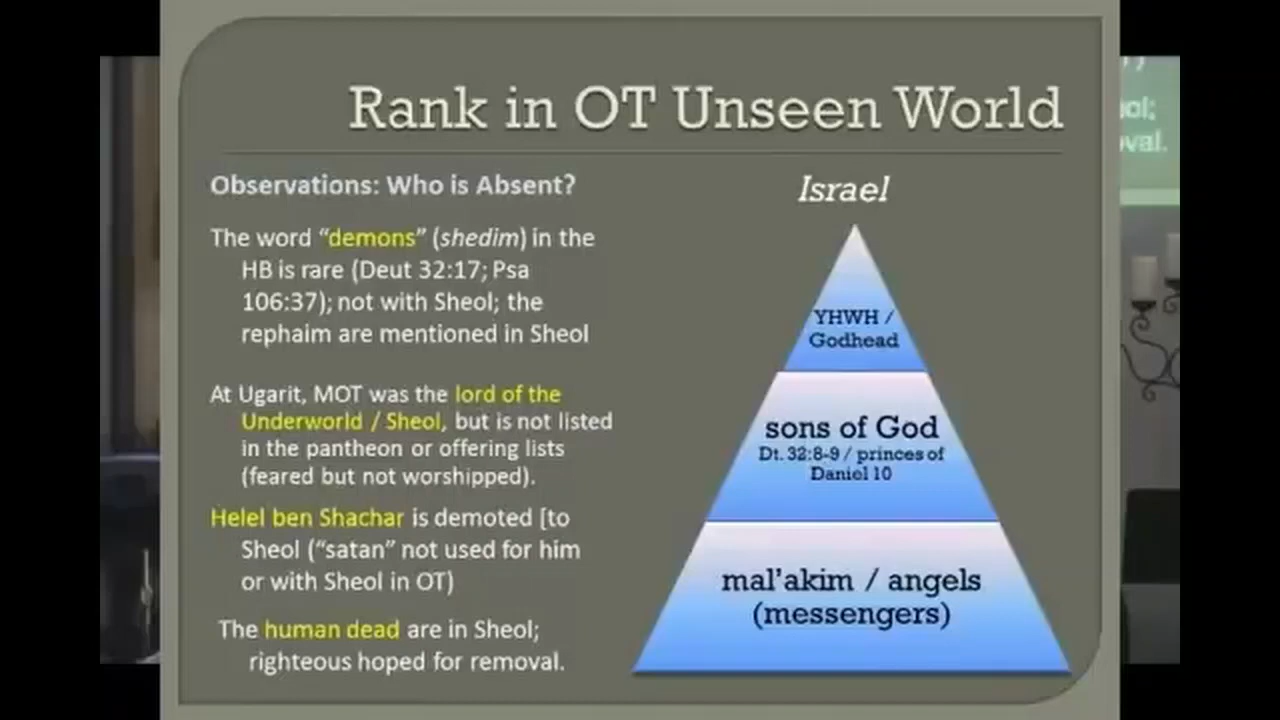 Rank in OT Unseen World
Observations: Who is Absent?
The word “demons” (shedim) in the
HB is rare (Deut 32:17; Psa
106:37); not with Sheol; the
rephaim are mentioned in Sheol
At Ugarit, MOT was the lord of the
Underworld / Sheol, but is not listed
in the pantheon or offering lists
(feared but not worshipped).
Helel ben Shachar is demoted [to
Sheol (“satan” not used for him
or with Sheol in OT)
The human dead are in Sheol;
righteous hoped for removal.
Israel
YHWH /
Godhead
sons of God
Dt. 32:8-9 / princes of
Daniel 10
mal’akim / angels
(messengers)